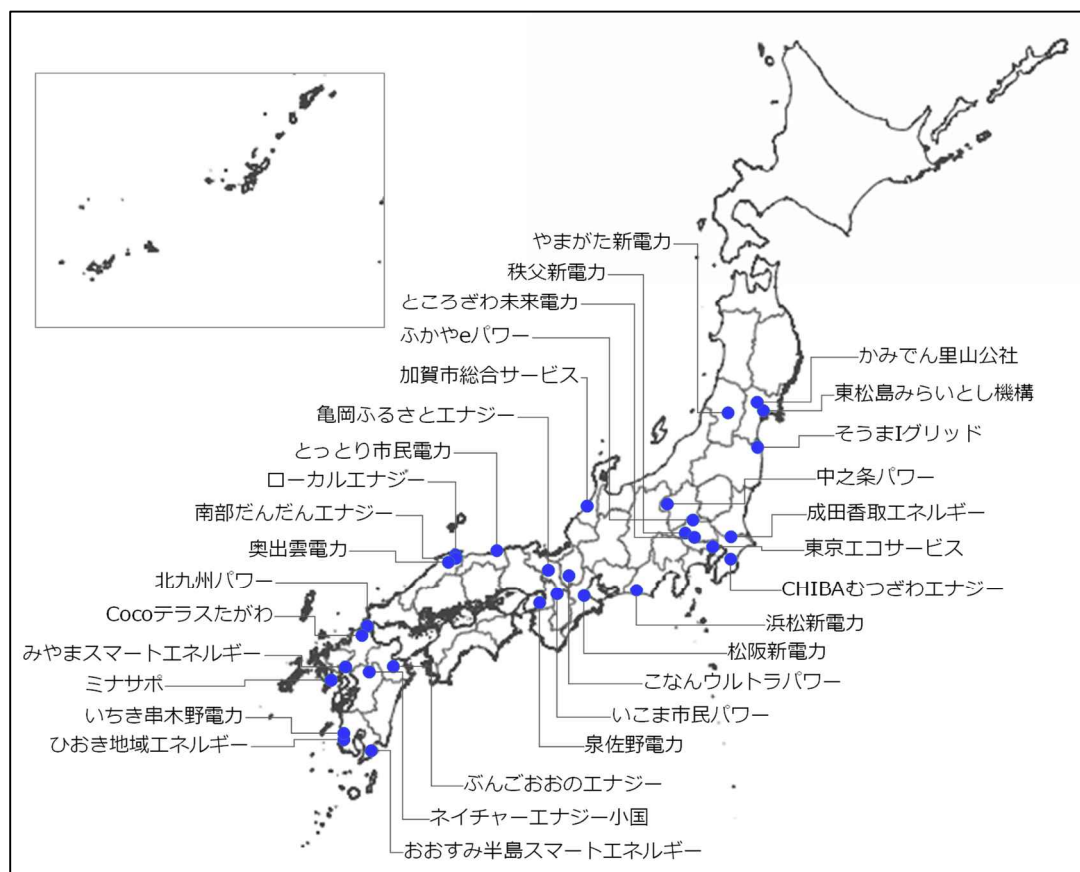 やまがた新電力
秩父新電力
ところざわ未来電力
ふかやeパワー
加賀市総合サービス
亀岡ふるさとエナジー
とっとり市民電力
ローカルエナジー
南部だんだんエナジー
奥出雲電力
北九州パワー
Cocoテラスたがわ
みやまスマートエネルギー
ミナサポ
いちき串木野電力
ひおき地域エネルギー
かみでん里山公社
東松島みらいとし機構
そうまIグリッド
中之条パワー
成田香取エネルギー
東京エコサービス
CHIBAむつざわエナジー
浜松新電力
松阪新電力
こなんウルトラパワー
いこま市民パワー
泉佐野電力
ぶんごおおのエナジー
ネイチャーエナジー小国
おおすみ半島スマートエネルギー